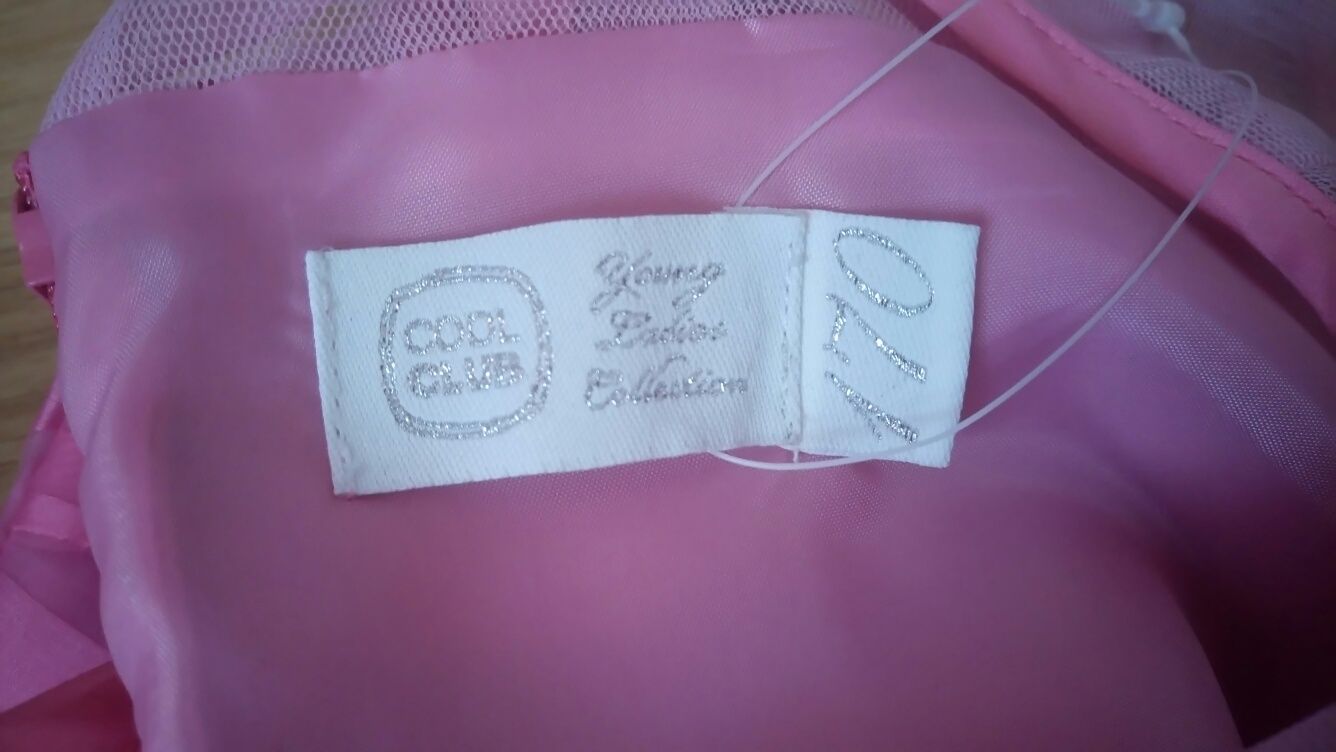 COOL
CLUB
Young
Ladies
Collection
170